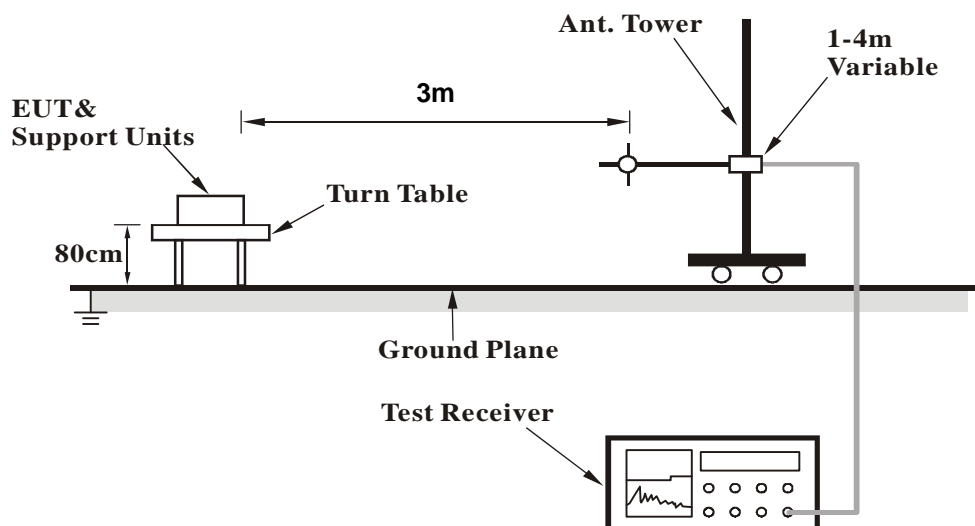 Ant. Tower
1-4m
Variable
3m
EUT&
Support Units
Turn Table
80cm
Ground Plane
Test Receiver